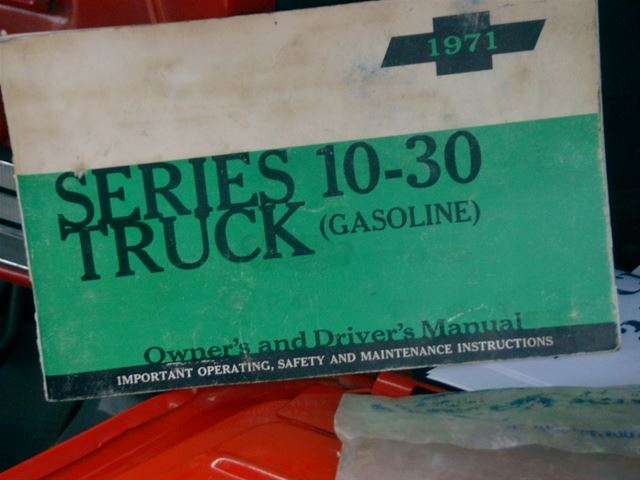 1971
SERIES 10-30
TRUCK (GASOLINE)
Owner's and Driver's Manual
IMPORTANT OPERATING, SAFETY AND MAINTENANCE INSTRUCTIONS